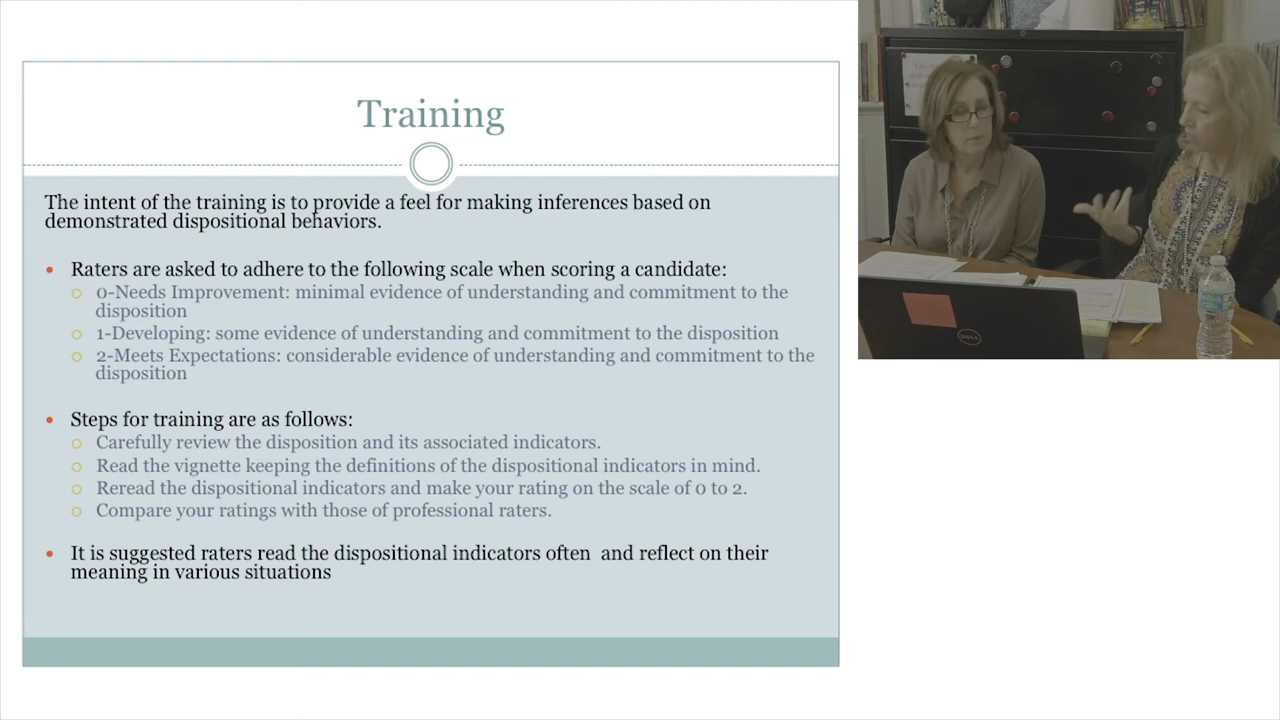 Training
The intent of the training is to provide a feel for making inferences based on
demonstrated dispositional behaviors.
Raters are asked to adhere to the following scale when scoring a candidate:
0-Needs Improvement: minimal evidence of understanding and commitment to the
disposition
1-Developing: some evidence of understanding and commitment to the disposition
2-Meets Expectations: considerable evidence of understanding and commitment to the
disposition
Steps for training are as follows:
Carefully review the disposition and its associated indicators.
Read the vignette keeping the definitions of the dispositional indicators in mind.
Reread the dispositional indicators and make your rating on the scale of 0 to 2.
Compare your ratings with those of professional raters.
It is suggested raters read the dispositional indicators often  and reflect on their
meaning in various situations
DELL